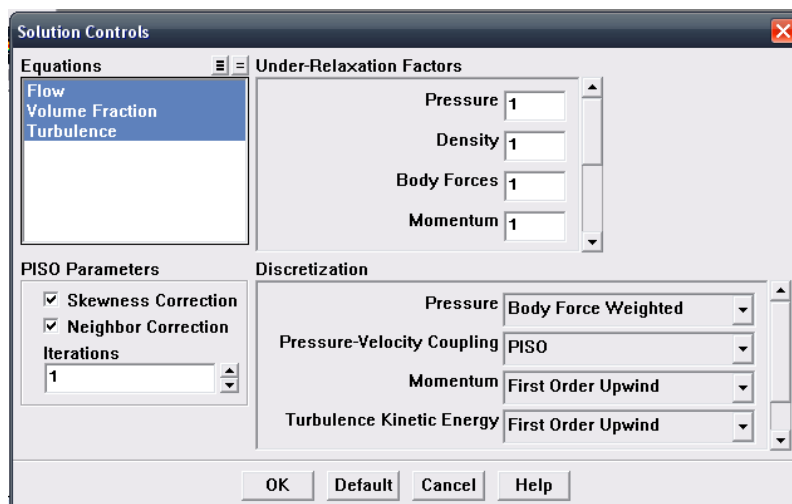 Solution Controls
Equations
Under-Relaxation Factors
Flow
Volume Fraction
Turbulence
Pressure 1
Density 1
Body Forces 1
Momentum 1
PISO Parameters
Skewness Correction
Neighbor Correction
Iterations
1
Discretization
Pressure Body Force Weighted
Pressure-Velocity Coupling PISO
Momentum First Order Upwind
Turbulence Kinetic Energy First Order Upwind
OK Default Cancel Help